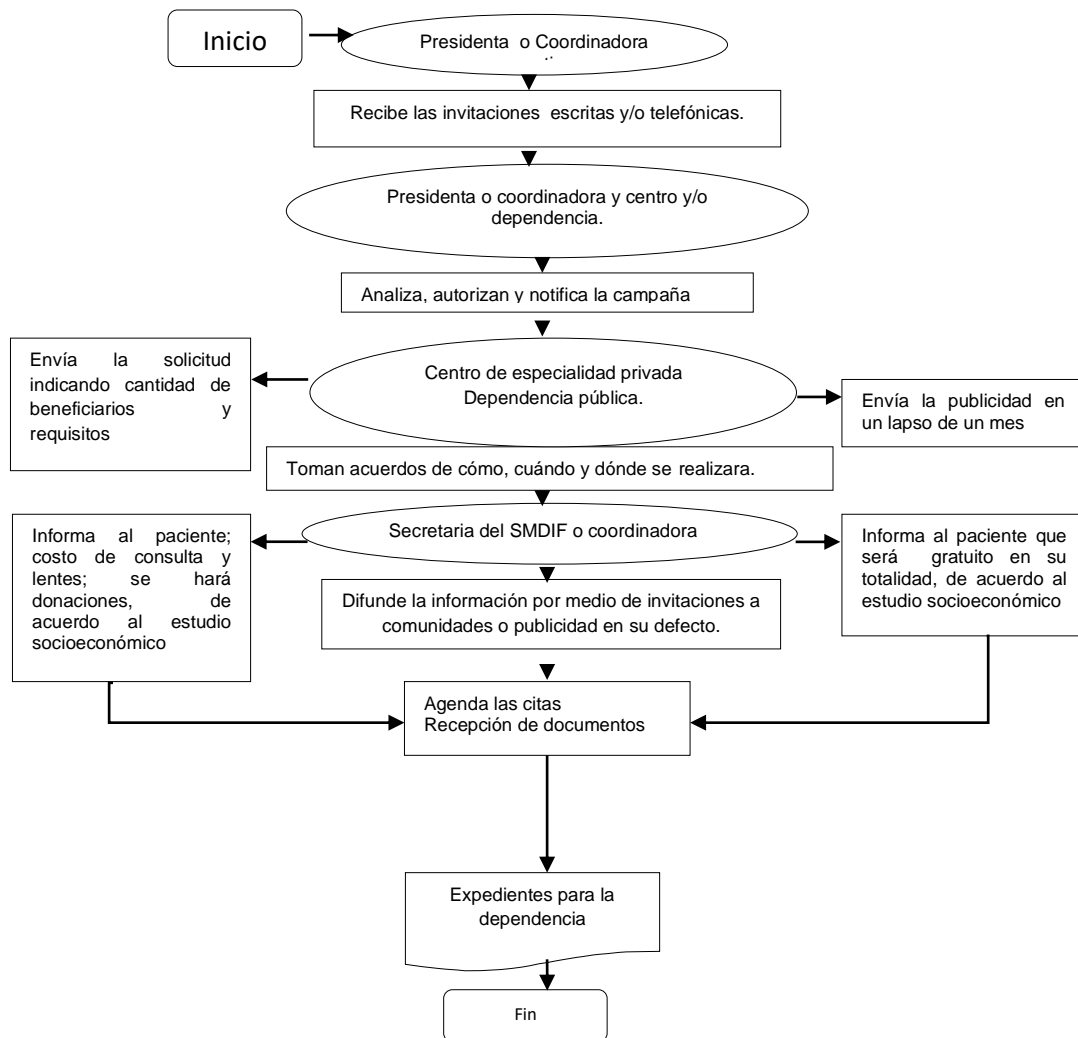 Inicio
Presidenta o Coordinadora
Recibe las invitaciones escritas y/o telefónicas.
Presidenta o coordinadora y centro y/o
dependencia.
Analiza, autorizan y notifica la campaña
Envía la solicitud
indicando cantidad de
beneficiarios y
requisitos
Centro de especialidad privada
Dependencia pública.
Envía la publicidad en
un lapso de un mes
Toman acuerdos de cómo, cuándo y dónde se realizara.
Secretaria del SMDIF o coordinadora
Informa al paciente;
costo de consulta y
lentes; se hará
donaciones, de
acuerdo al estudio
socioeconómico
Difunde la información por medio de invitaciones a
comunidades o publicidad en su defecto.
Informa al paciente que
será gratuito en su
totalidad, de acuerdo al
estudio socioeconómico
Agenda las citas
Recepción de documentos
Expedientes para la
dependencia
Fin